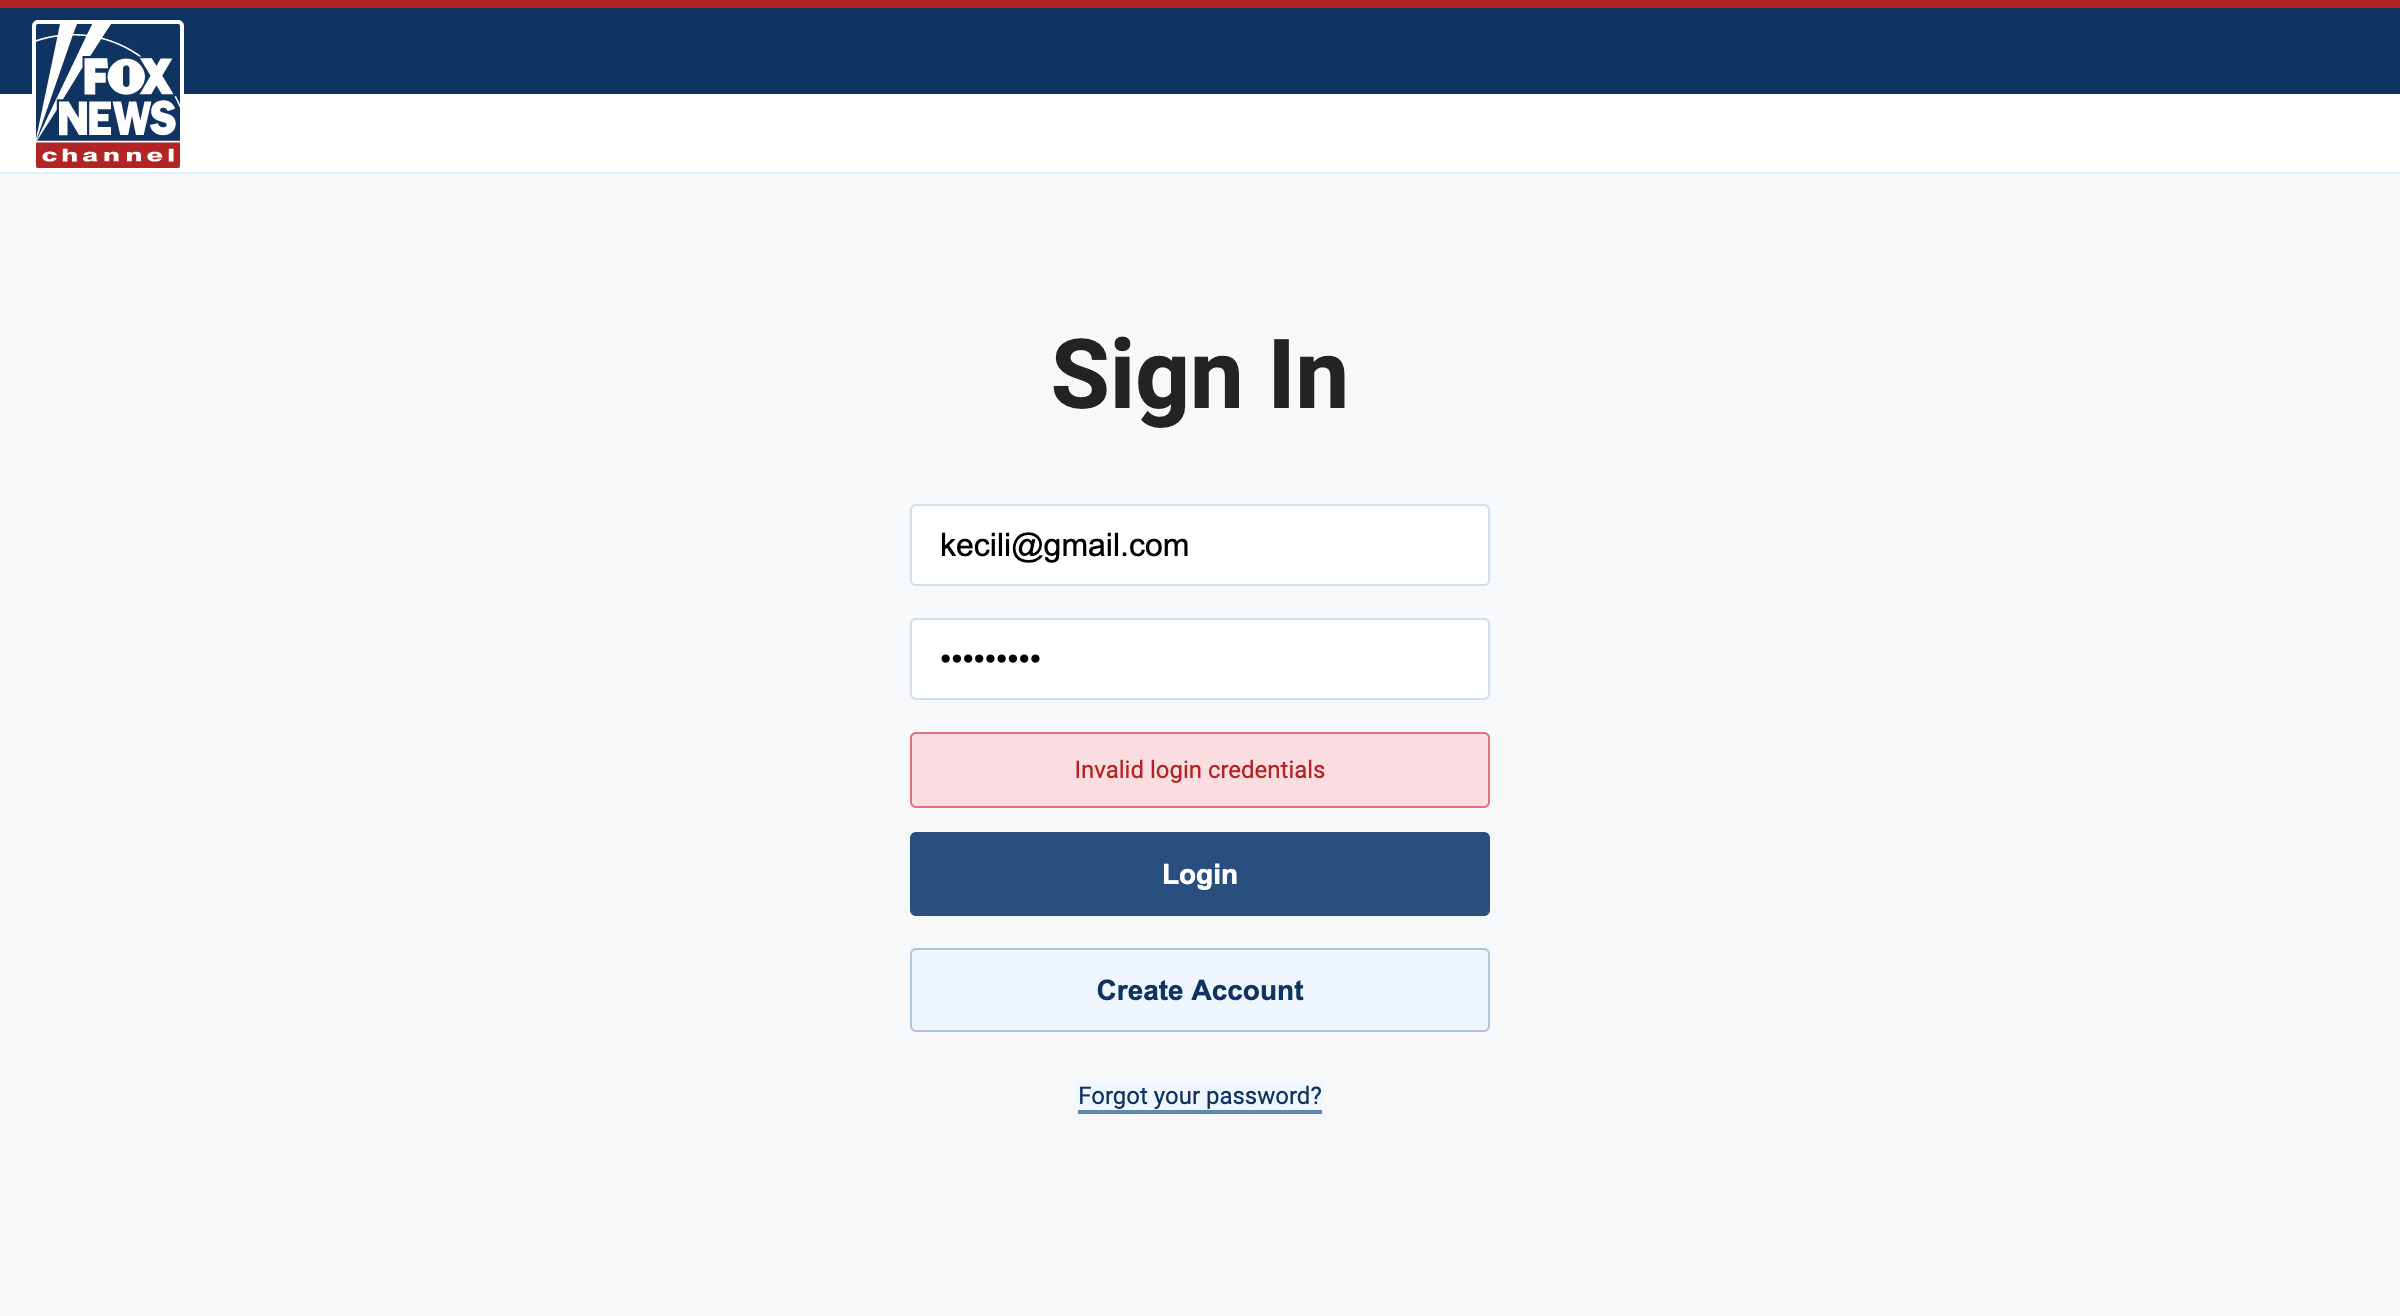 FOX
NEWS
channel
Sign In
kecili@gmail.com
•••••••••
Invalid login credentials
Login
Create Account
Forgot your password?